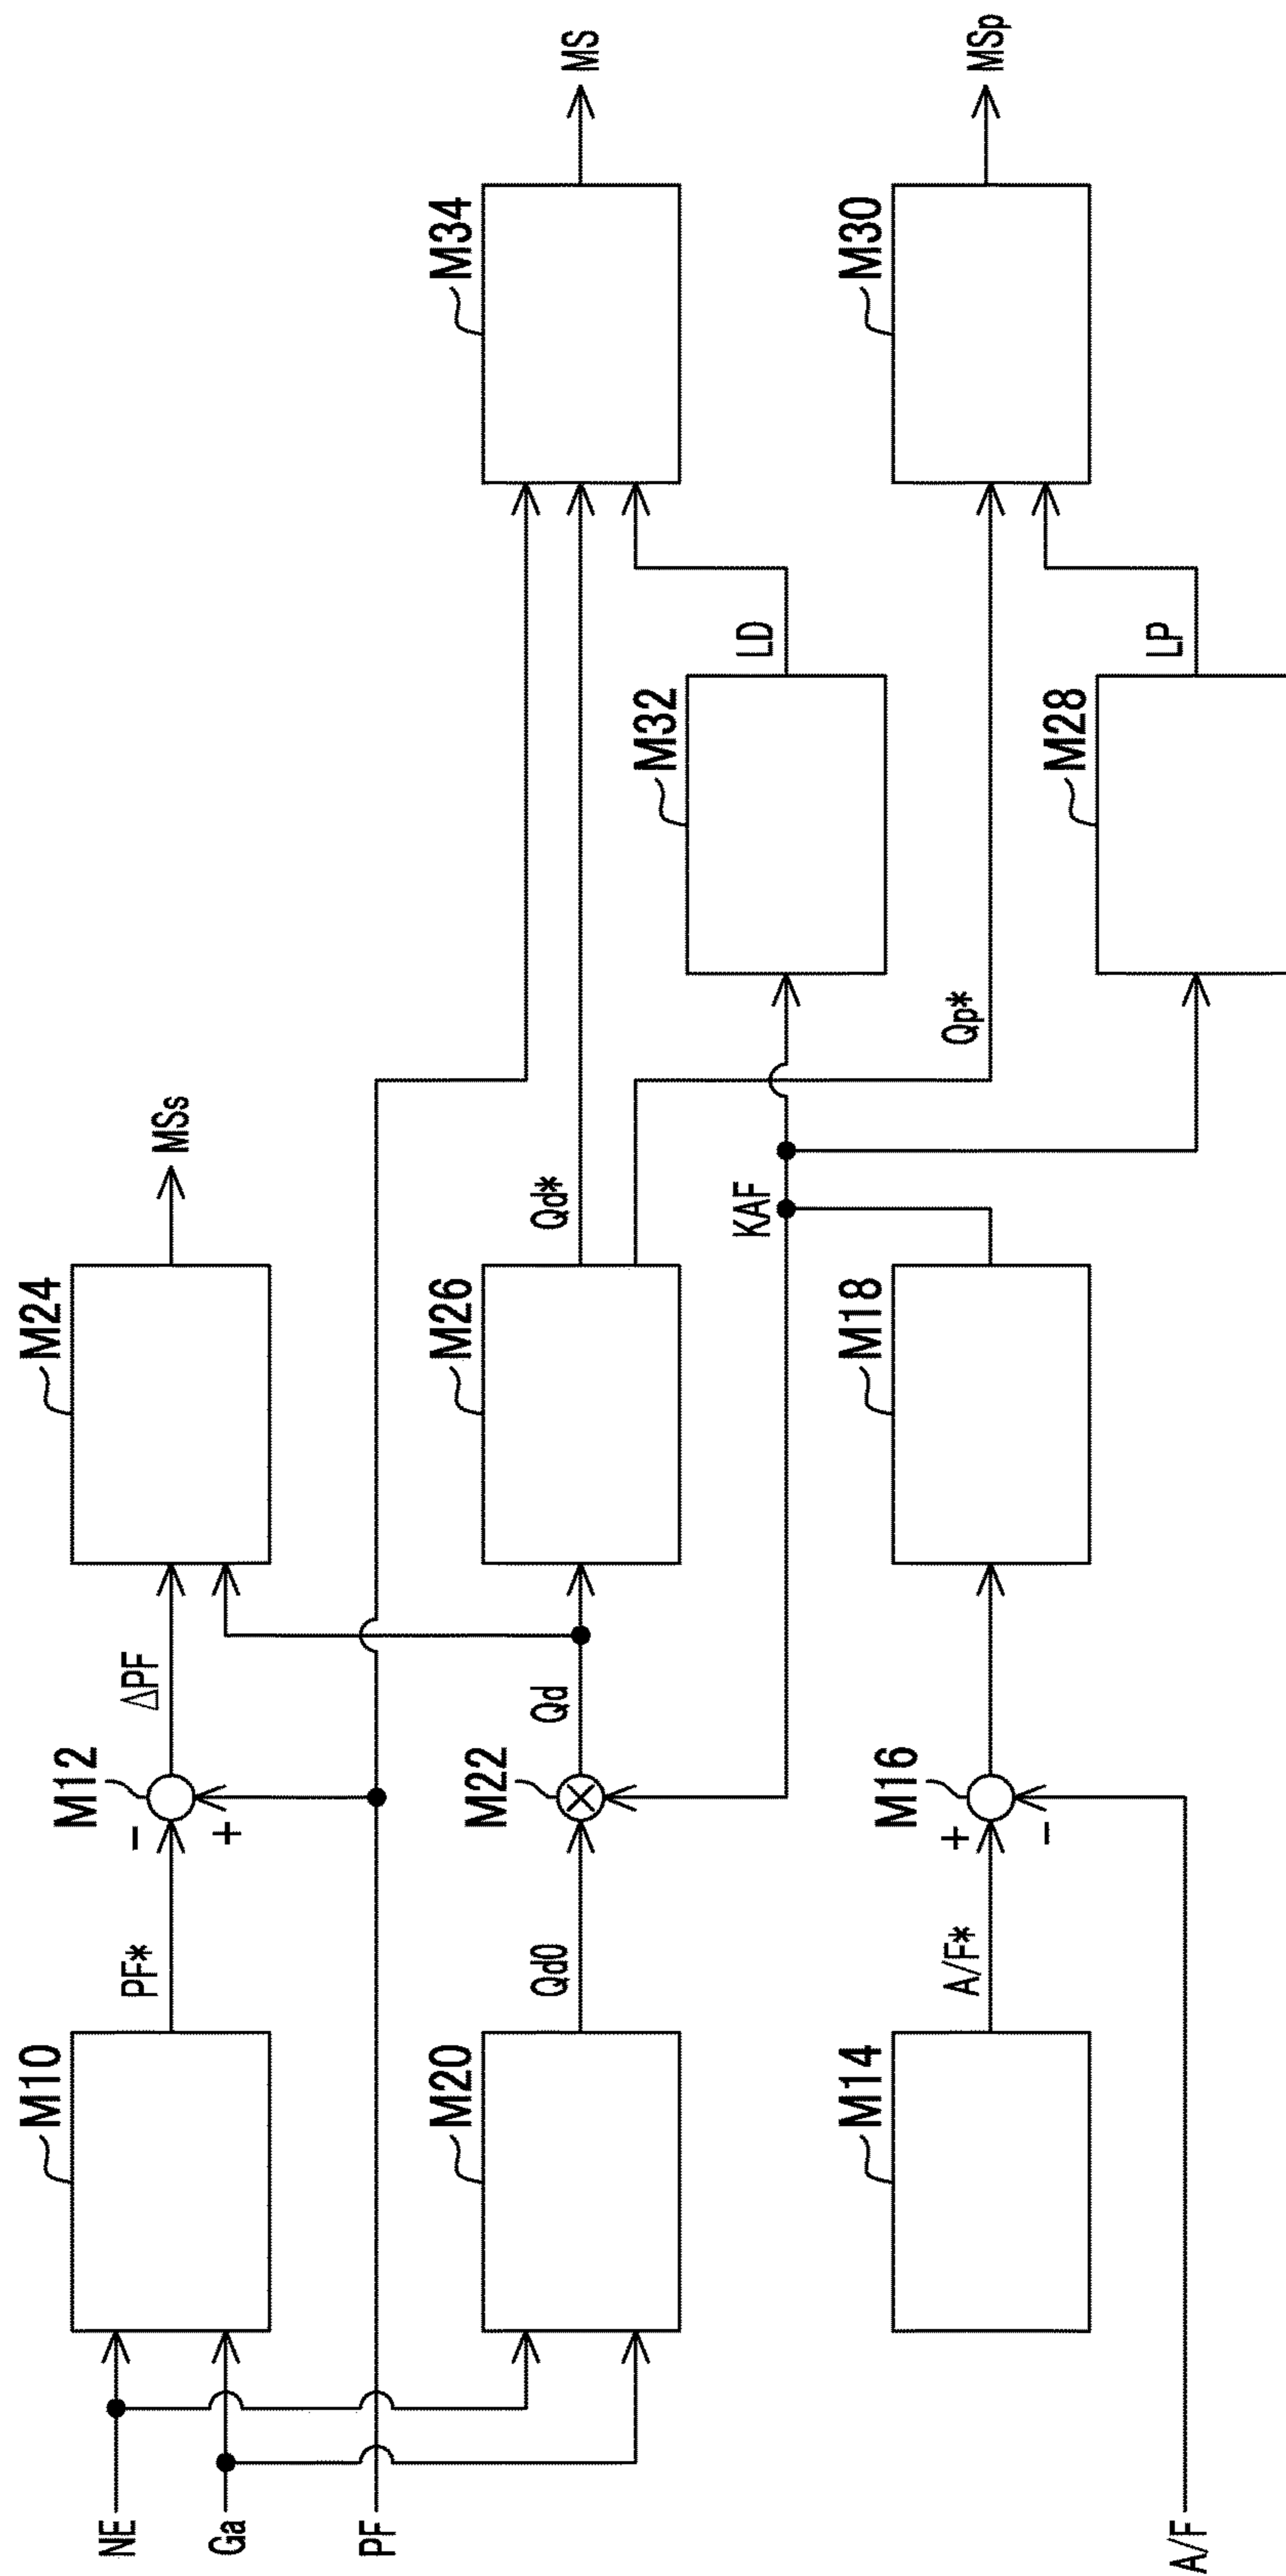 NE
Ga
PF
A/F
M10
PF*
M12
−
+
ΔPF
M24
MSs
M20
Qd0
M22
Qd
M26
Qd*
M34
MS
KAF
M32
LD
M14
A/F*
M16
+
−
M18
Qp*
M30
MSp
M28
LP